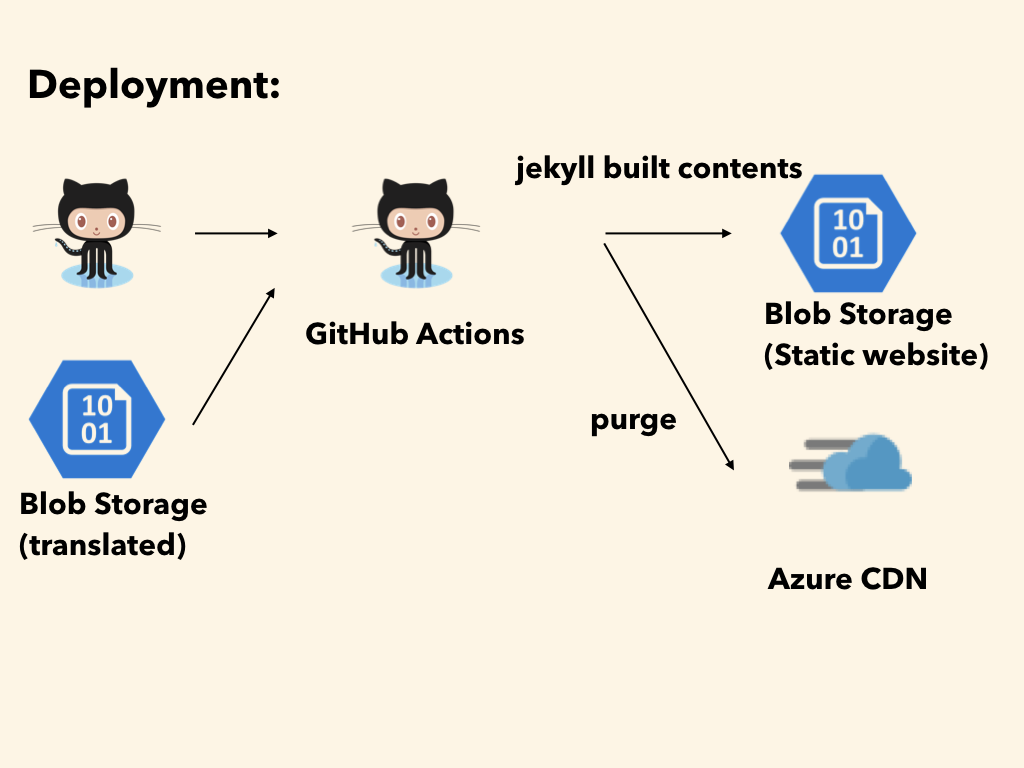 Deployment:
jekyll built contents
10
01
Blob Storage
(Static website)
GitHub Actions
10
01
Blob Storage
(translated)
purge
Azure CDN